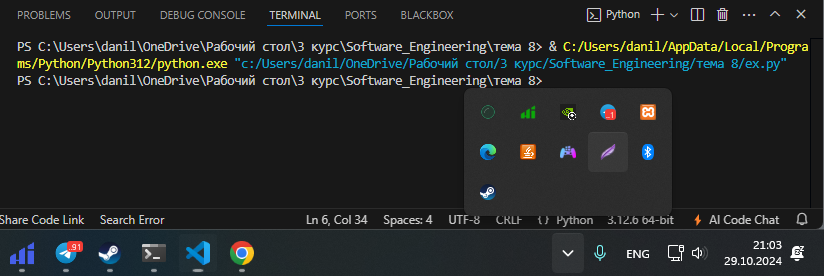 PROBLEMS OUTPUT DEBUG CONSOLE TERMINAL PORTS BLACKBOX Python
PS C:\Users\danil\OneDrive\Рабочий стол\3 курс\Software_Engineering\тема 8> & C:/Users/danil/AppData/Local/Progra
ms/Python/Python312/python.exe "c:/Users/danil/OneDrive/Рабочий стол/3 курс/Software_Engineering/тема 8/ex.py"
PS C:\Users\danil\OneDrive\Рабочий стол\3 курс\Software_Engineering\тема 8>
Share Code Link Search Error Ln 6, Col 34 Spaces: 4 UTF-8 CRLF {} Python 3.12.6 64-bit AI Code Chat
91 ENG 21:03
29.10.2024